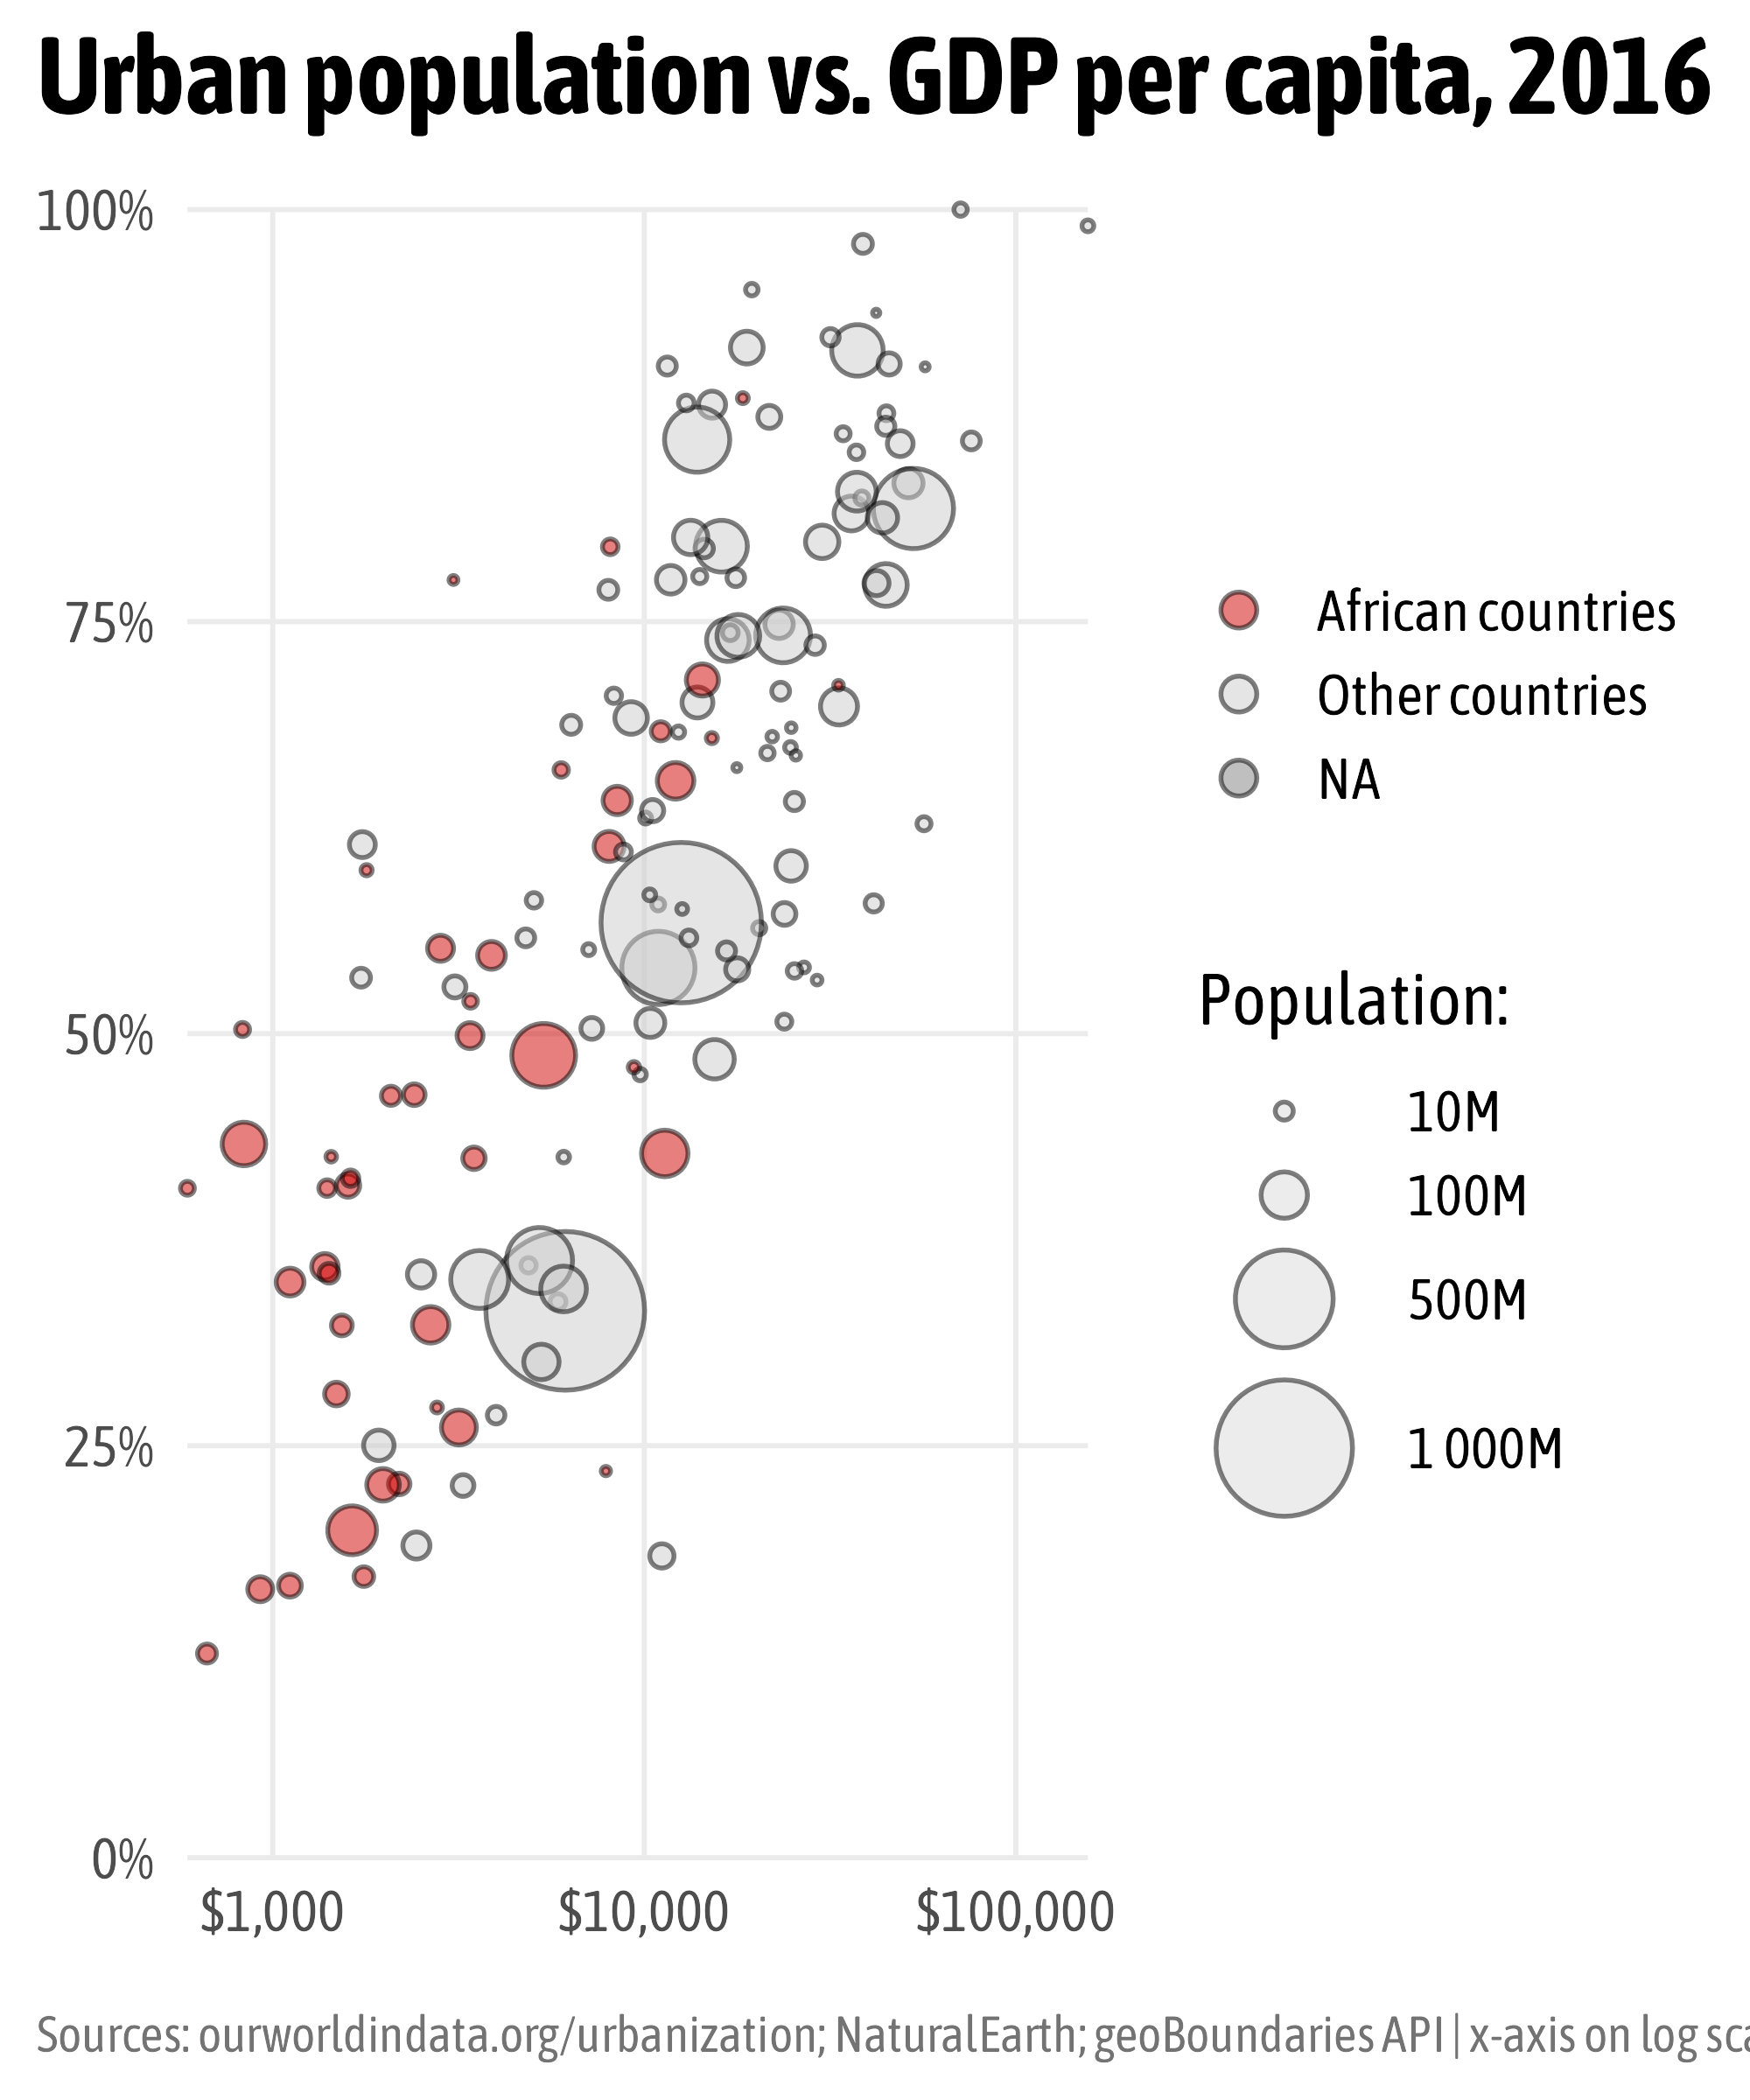 Urban population vs. GDP per capita, 2016
100%
75%
50%
25%
0%
$1,000 $10,000 $100,000
African countries
Other countries
NA
Population:
10M
100M
500M
1 000M
Sources: ourworldindata.org/urbanization; NaturalEarth; geoBoundaries API | x-axis on log